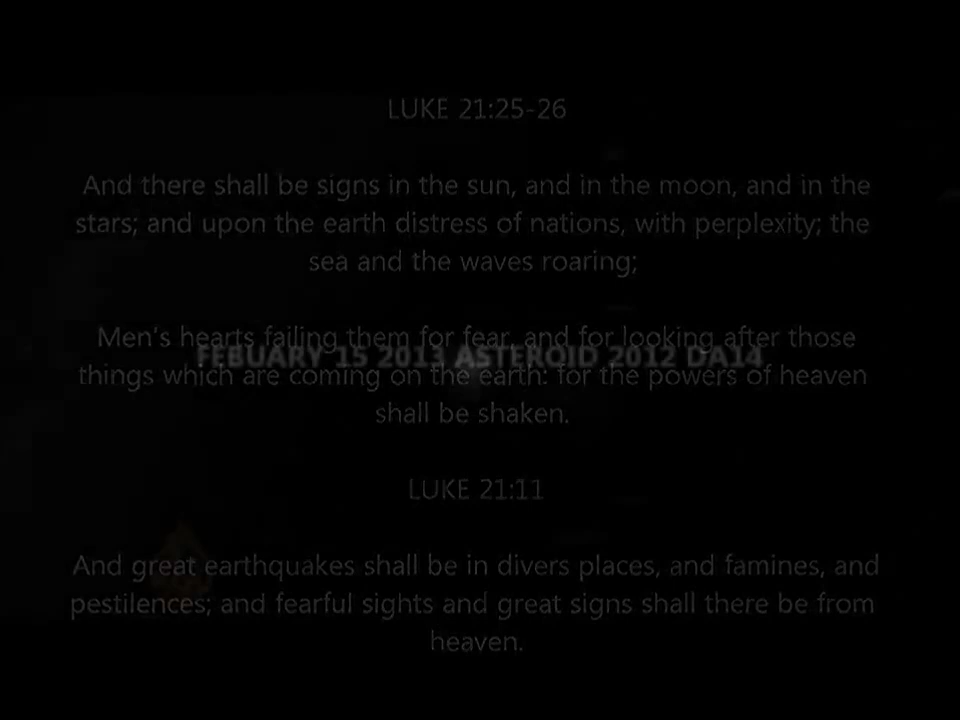 LUKE 21:25-26
And there shall be signs in the sun, and in the moon, and in the
stars; and upon the earth distress of nations, with perplexity; the
sea and the waves roaring;
Men's hearts failing them for fear, and for looking after those
FEBUARY 15 2013 ASTEROID 2012 DA14
things which are coming on the earth: for the powers of heaven
shall be shaken.
LUKE 21:11
And great earthquakes shall be in divers places, and famines, and
pestilences; and fearful sights and great signs shall there be from
heaven.